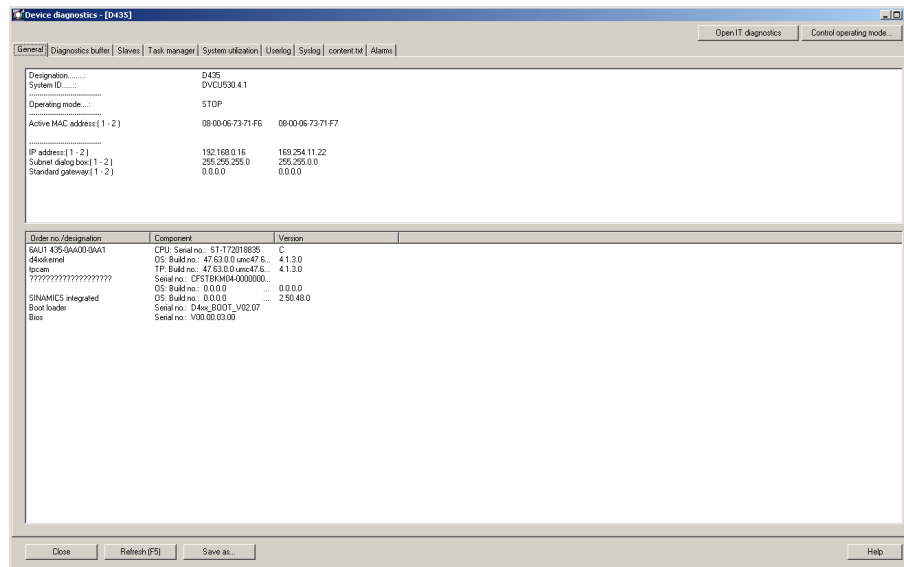 Device diagnostics - [D435]
Open IT diagnostics Control operating mode...
General Diagnostics buffer Slaves Task manager System utilization Userlog Syslog content.txt Alarms
Designation........: D435
System ID......: DVCU530.4.1
--------------------------------
Operating mode....: STOP
--------------------------------
Active MAC address:( 1 - 2 ) 08-00-06-73-71-F6 08-00-06-73-71-F7
--------------------------------
IP address:( 1 - 2 ) 192.168.0.16 169.254.11.22
Subnet dialog box:( 1 - 2 ) 255.255.255.0 255.255.0.0
Standard gateway:( 1 - 2 ) 0.0.0.0 0.0.0.0
Order no./designation Component Version
6AU1 435-0AA00-0AA1 CPU: Serial no.: ST-T72018835 C
d4xxkernel OS: Build no.: 47.63.0.0 umc47.6... 4.1.3.0
tpcam TP: Build no.: 47.63.0.0 umc47.6... 4.1.3.0
???????????????????? Serial no.: CFSTBKM04-0000000...
OS: Build no.: 0.0.0.0 ... 0.0.0.0
SINAMICS integrated OS: Build no.: 0.0.0.0 ... 2.50.48.0
Boot loader Serial no.: D4xx_BOOT_V02.07
Bios Serial no.: V00.00.03.00
Close Refresh (F5) Save as... Help